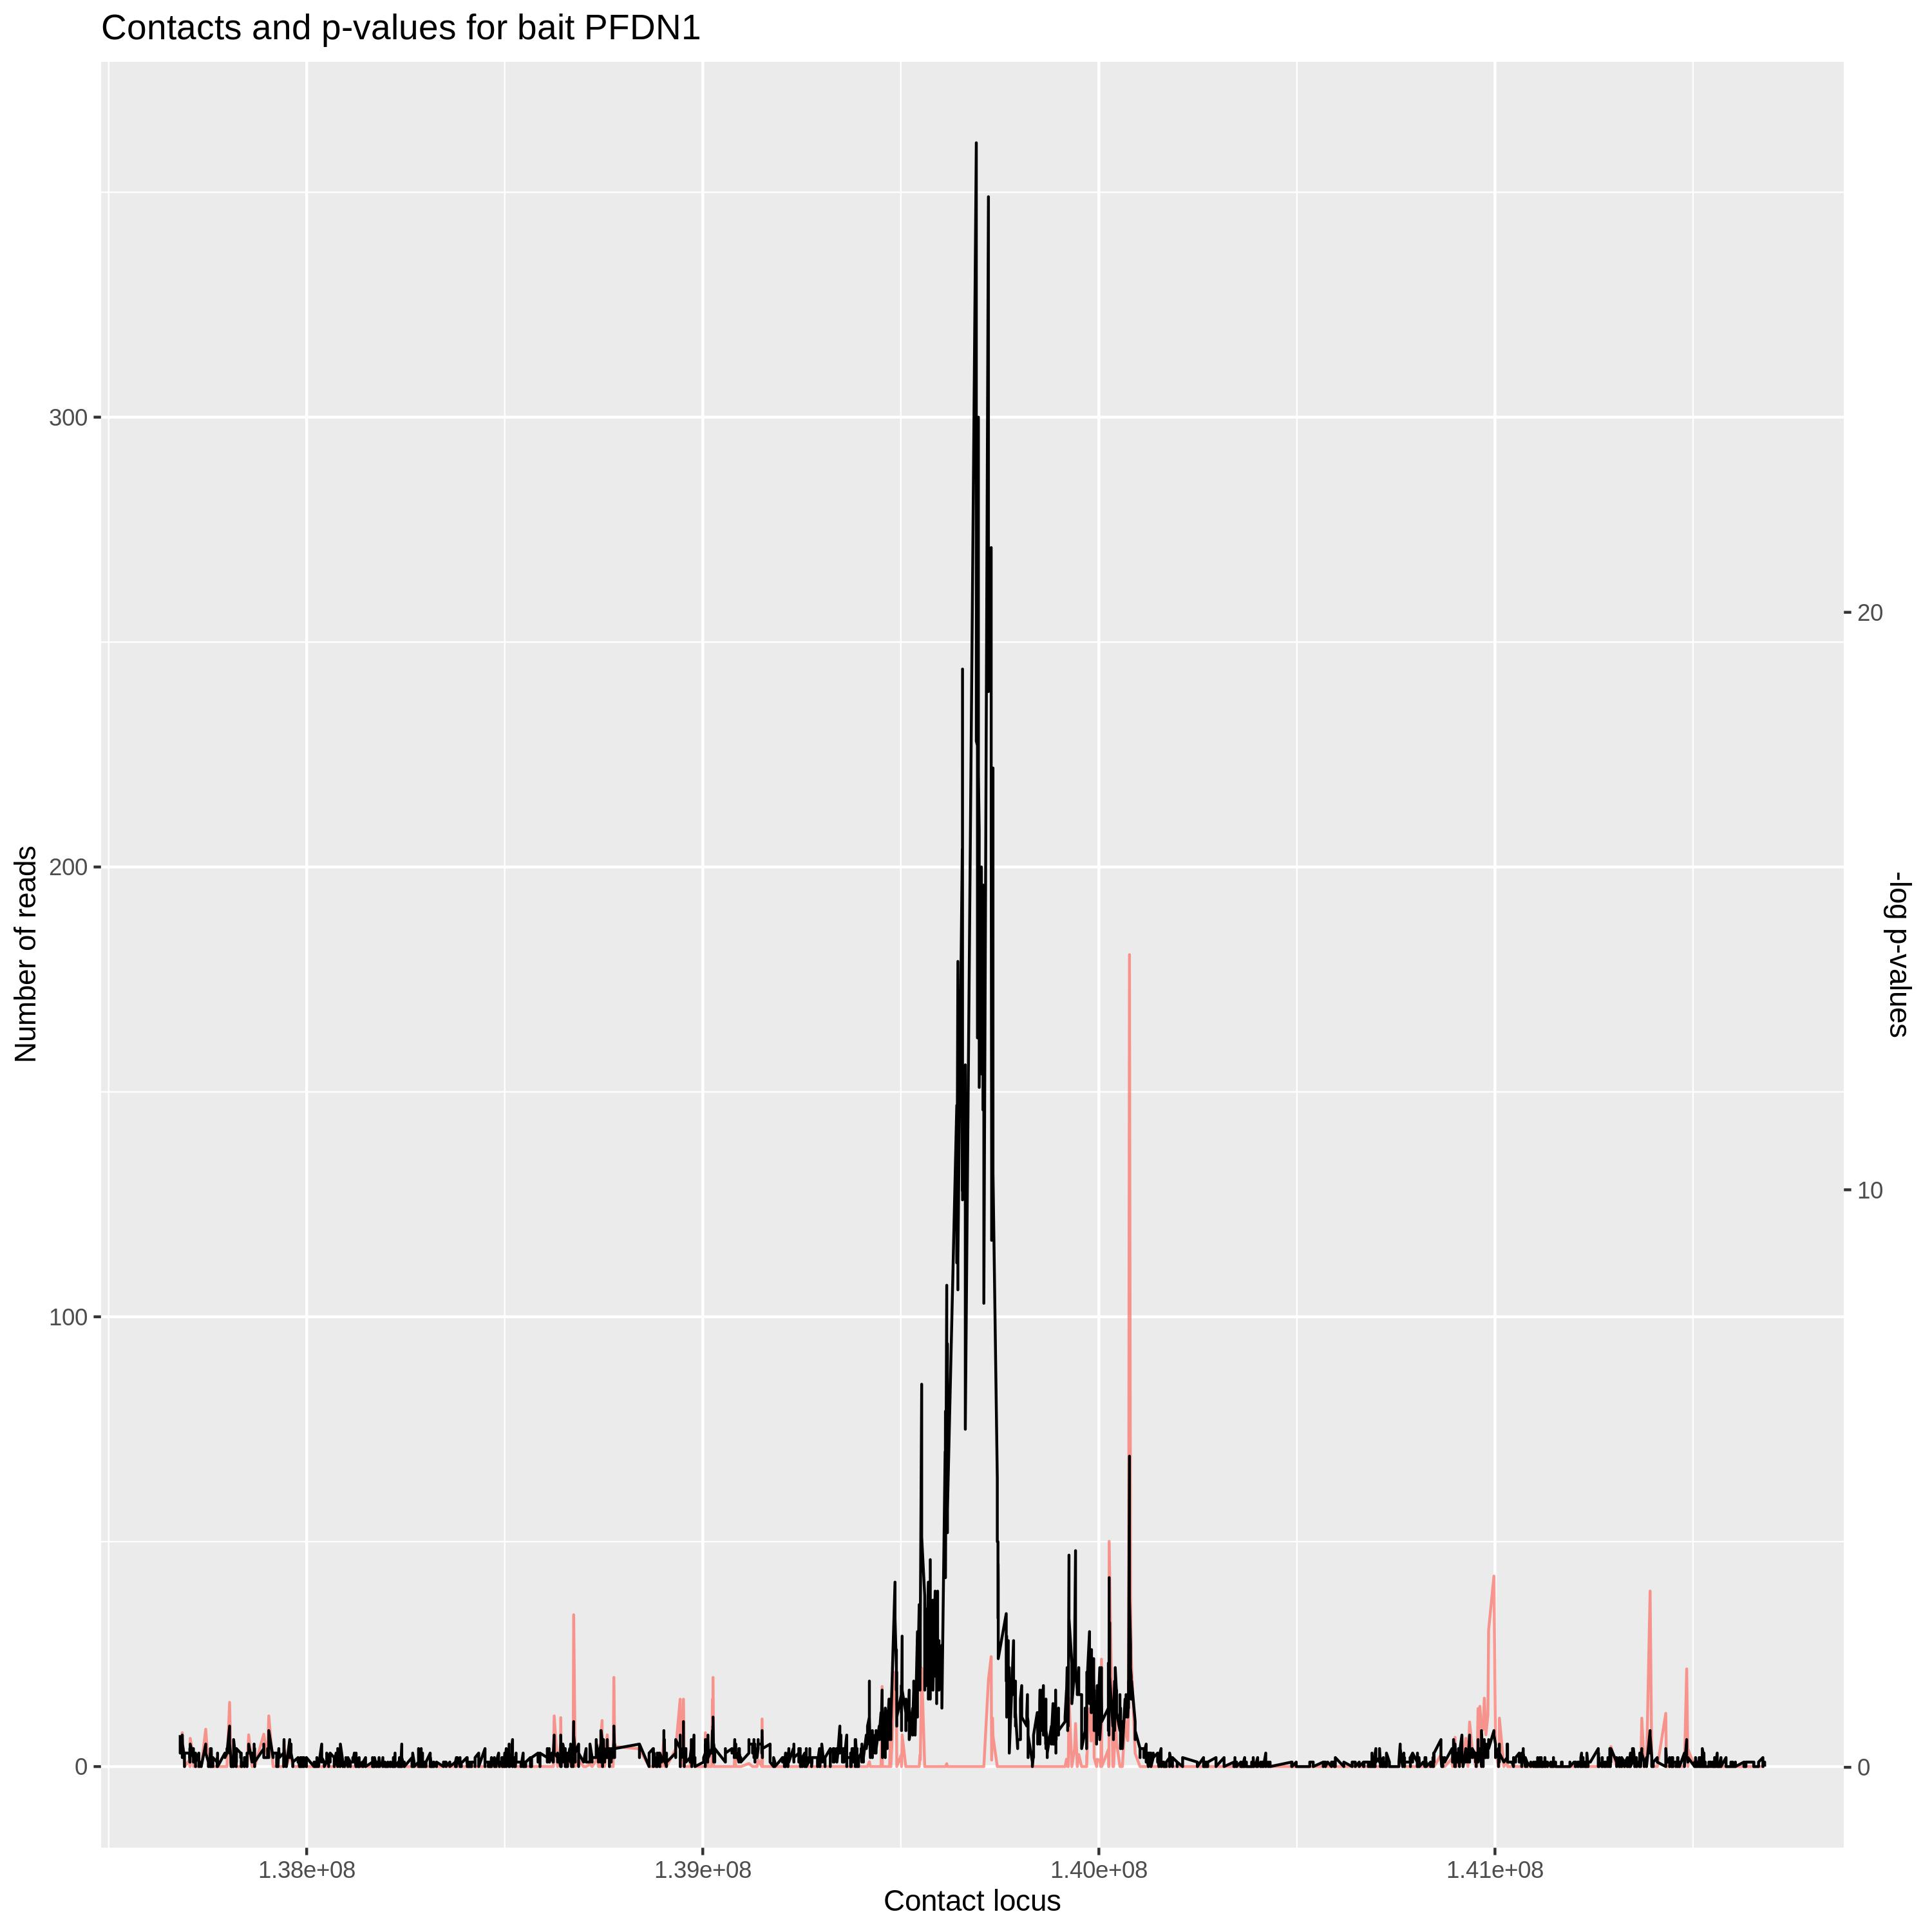 Contacts and p-values for bait PFDN1
300
200
100
0
Number of reads
20
10
0
-log p-values
1.38e+08
1.39e+08
1.40e+08
1.41e+08
Contact locus